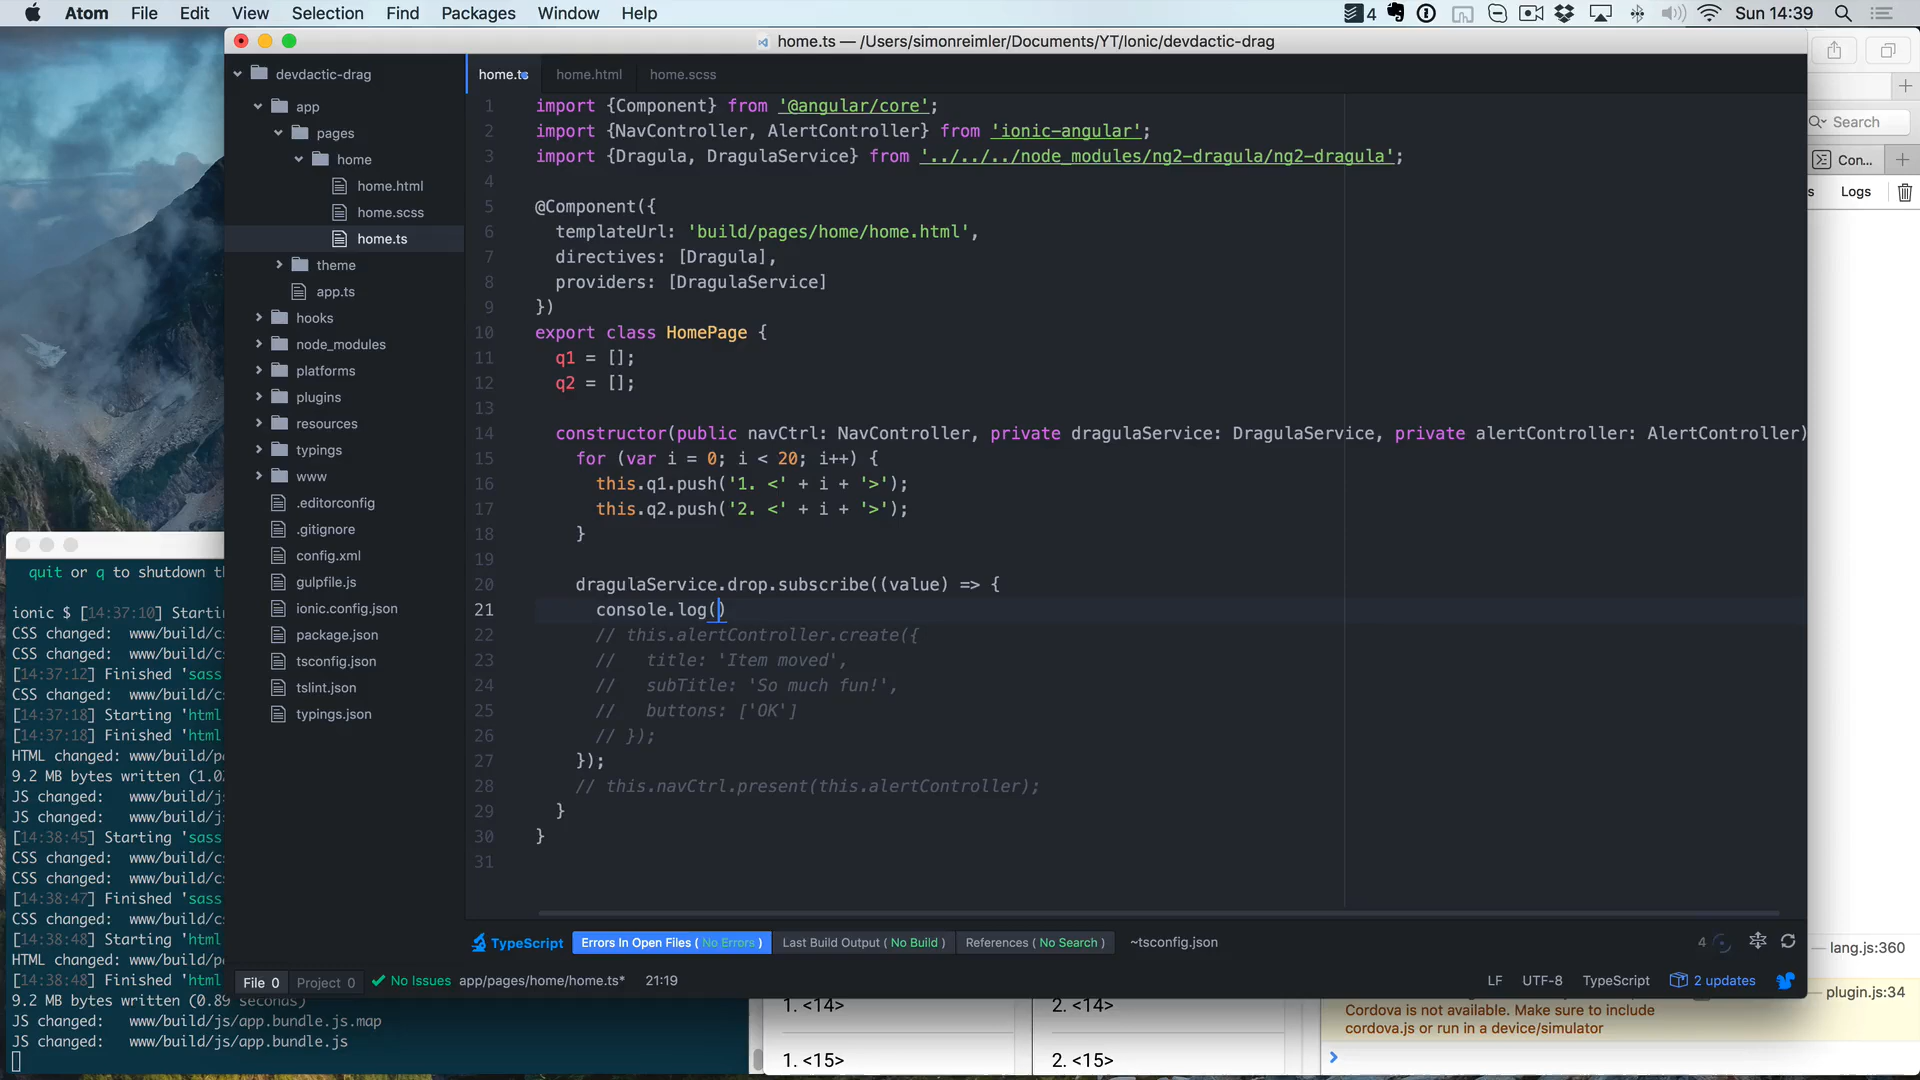 Atom File Edit View Selection Find Packages Window Help
4
Sun 14:39
home.ts — /Users/simonreimler/Documents/YT/Ionic/devdactic-drag
devdactic-drag
app
pages
home
home.html
home.scss
home.ts
theme
app.ts
hooks
node_modules
platforms
plugins
resources
typings
www
.editorconfig
.gitignore
config.xml
gulpfile.js
ionic.config.json
package.json
tsconfig.json
tslint.json
typings.json
home.ts home.html home.scss
1 import {Component} from '@angular/core';
2 import {NavController, AlertController} from 'ionic-angular';
3 import {Dragula, DragulaService} from '../../../node_modules/ng2-dragula/ng2-dragula';
4
5 @Component({
6 templateUrl: 'build/pages/home/home.html',
7 directives: [Dragula],
8 providers: [DragulaService]
9 })
10 export class HomePage {
11 q1 = [];
12 q2 = [];
13
14 constructor(public navCtrl: NavController, private dragulaService: DragulaService, private alertController: AlertController)
15 for (var i = 0; i < 20; i++) {
16 this.q1.push('1. <' + i + '>');
17 this.q2.push('2. <' + i + '>');
18 }
19
20 dragulaService.drop.subscribe((value) => {
21 console.log()
22 // this.alertController.create({
23 // title: 'Item moved',
24 // subTitle: 'So much fun!',
25 // buttons: ['OK']
26 // });
27 });
28 // this.navCtrl.present(this.alertController);
29 }
30 }
31
TypeScript Errors In Open Files ( No Errors ) Last Build Output ( No Build ) References ( No Search ) ~tsconfig.json
4
File 0 Project 0 No Issues app/pages/home/home.ts* 21:19
LF UTF-8 TypeScript 2 updates
quit or q to shutdown th
ionic $ [14:37:10] Starti
CSS changed: www/build/c
CSS changed: www/build/c
[14:37:12] Finished 'sass
CSS changed: www/build/c
[14:37:18] Starting 'html
[14:37:18] Finished 'html
HTML changed: www/build/p
9.2 MB bytes written (1.0
JS changed: www/build/j
JS changed: www/build/j
[14:38:45] Starting 'sass
CSS changed: www/build/c
CSS changed: www/build/c
[14:38:47] Finished 'sass
CSS changed: www/build/c
[14:38:48] Starting 'html
HTML changed: www/build/p
[14:38:48] Finished 'html
9.2 MB bytes written (0.89 seconds)
JS changed: www/build/js/app.bundle.js.map
JS changed: www/build/js/app.bundle.js
1. <14> 2. <14>
1. <15> 2. <15>
Search
Con...
s Logs
lang.js:360
plugin.js:34
Cordova is not available. Make sure to include
cordova.js or run in a device/simulator